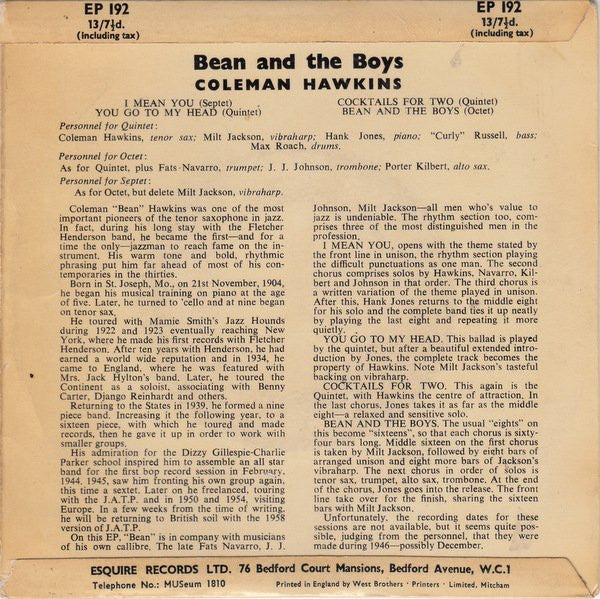 EP 192
13/7½d.
(including tax)
EP 192
13/7½d.
(including tax)
Bean and the Boys
COLEMAN HAWKINS
I MEAN YOU (Septet)
YOU GO TO MY HEAD (Quintet)
COCKTAILS FOR TWO (Quintet)
BEAN AND THE BOYS (Octet)
Personnel for Quintet:
Coleman Hawkins, tenor sax; Milt Jackson, vibraharp; Hank Jones, piano; "Curly" Russell, bass;
Max Roach, drums.
Personnel for Octet:
As for Quintet, plus Fats Navarro, trumpet; J. J. Johnson, trombone; Porter Kilbert, alto sax.
Personnel for Septet:
As for Octet, but delete Milt Jackson, vibraharp.
Coleman "Bean" Hawkins was one of the most
important pioneers of the tenor saxophone in jazz.
In fact, during his long stay with the Fletcher
Henderson band, he became the first—and for a
time the only—jazzman to reach fame on the in-
strument. His warm tone and bold, rhythmic
phrasing put him far ahead of most of his con-
temporaries in the thirties.
Born in St. Joseph, Mo., on 21st November, 1904,
he began his musical training on piano at the age
of five. Later, he turned to 'cello and at nine began
on tenor sax.
He toured with Mamie Smith's Jazz Hounds
during 1922 and 1923 eventually reaching New
York, where he made his first records with Fletcher
Henderson. After ten years with Henderson, he had
earned a world wide reputation and in 1934, he
came to England, where he was featured with
Mrs. Jack Hylton's band. Later, he toured the
Continent as a soloist, associating with Benny
Carter, Django Reinhardt and others.
Returning to the States in 1939, he formed a nine
piece band. Increasing it the following year, to a
sixteen piece, with which he toured and made
records, then he gave it up in order to work with
smaller groups.
His admiration for the Dizzy Gillespie-Charlie
Parker school inspired him to assemble an all star
band for the first bop record session in February,
1944. 1945, saw him fronting his own group again,
this time a sextet. Later on he freelanced, touring
with the J.A.T.P. and in 1950 and 1954, visiting
Europe. In a few weeks from the time of writing,
he will be returning to British soil with the 1958
version of J.A.T.P.
On this EP, "Bean" is in company with musicians
of his own callibre. The late Fats Navarro, J. J.
Johnson, Milt Jackson—all men who's value to
jazz is undeniable. The rhythm section too, com-
prises three of the most distinguished men in the
profession.
I MEAN YOU, opens with the theme stated by
the front line in unison, the rhythm section playing
the difficult punctuations as one man. The second
chorus comprises solos by Hawkins, Navarro, Kil-
bert and Johnson in that order. The third chorus is
a written variation of the theme played in unison.
After this, Hank Jones returns to the middle eight
for his solo and the complete band ties it up neatly
by playing the last eight and repeating it more
quietly.
YOU GO TO MY HEAD. This ballad is played
by the quintet, but after a beautiful extended intro-
duction by Jones, the complete track becomes the
property of Hawkins. Note Milt Jackson's tasteful
backing on vibraharp.
COCKTAILS FOR TWO. This again is the
Quintet, with Hawkins the centre of attraction. In
the last chorus, Jones takes it as far as the middle
eight—a relaxed and sensitive solo.
BEAN AND THE BOYS. The usual "eights" on
this become "sixteens", so that each chorus is sixty-
four bars long. Middle sixteen on the first chorus
is taken by Milt Jackson, followed by eight bars of
arranged unison and eight more bars of Jackson's
vibraharp. The next chorus in order of solos is
tenor sax, trumpet, alto sax, trombone. At the end
of the chorus, Jones goes into the release. The front
line take over for the finish, sharing the sixteen
bars with Milt Jackson.
Unfortunately, the recording dates for these
sessions are not available, but it seems quite pos-
sible, judging from the personnel, that they were
made during 1946—possibly December.
ESQUIRE RECORDS LTD. 76 Bedford Court Mansions, Bedford Avenue, W.C.1
Telephone No.: MUSeum 1810
Printed in England by West Brothers · Printers · Limited, Mitcham